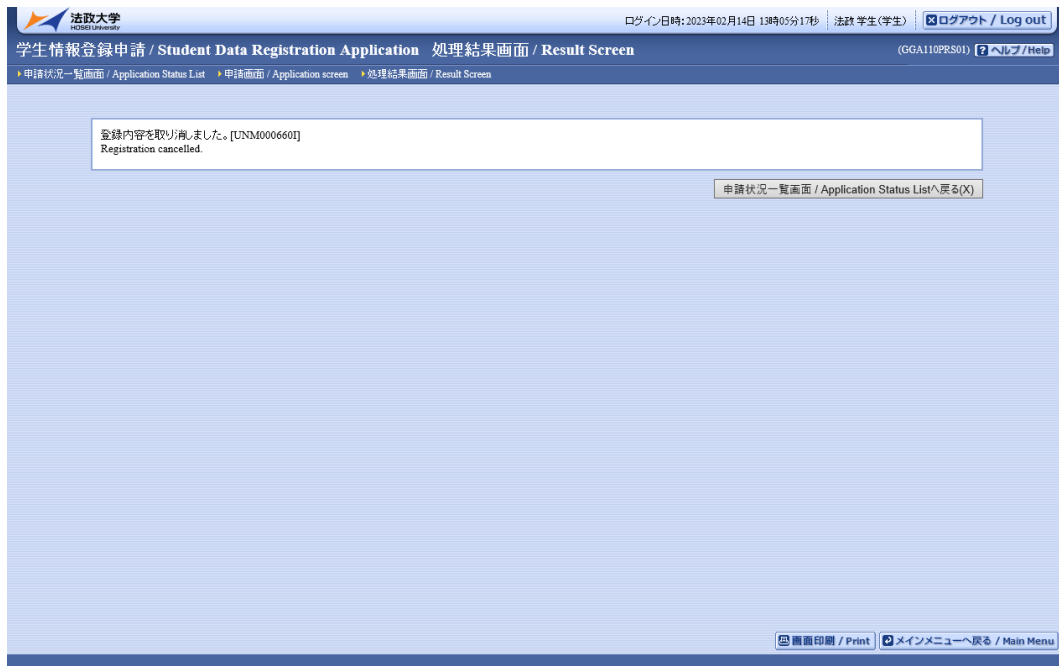 法政大学
HOSEI University
ログイン日時：2023年02月14日 13時05分17秒 法政 学生(学生) ログアウト / Log out
学生情報登録申請 / Student Data Registration Application 処理結果画面 / Result Screen (GGA110PRS01) ? ヘルプ/Help
申請状況一覧画面 / Application Status List 申請画面 / Application screen 処理結果画面 / Result Screen
登録内容を取り消しました。[UNM000660I]
Registration cancelled.
申請状況一覧画面 / Application Status Listへ戻る(X)
画面印刷 / Print メインメニューへ戻る / Main Menu